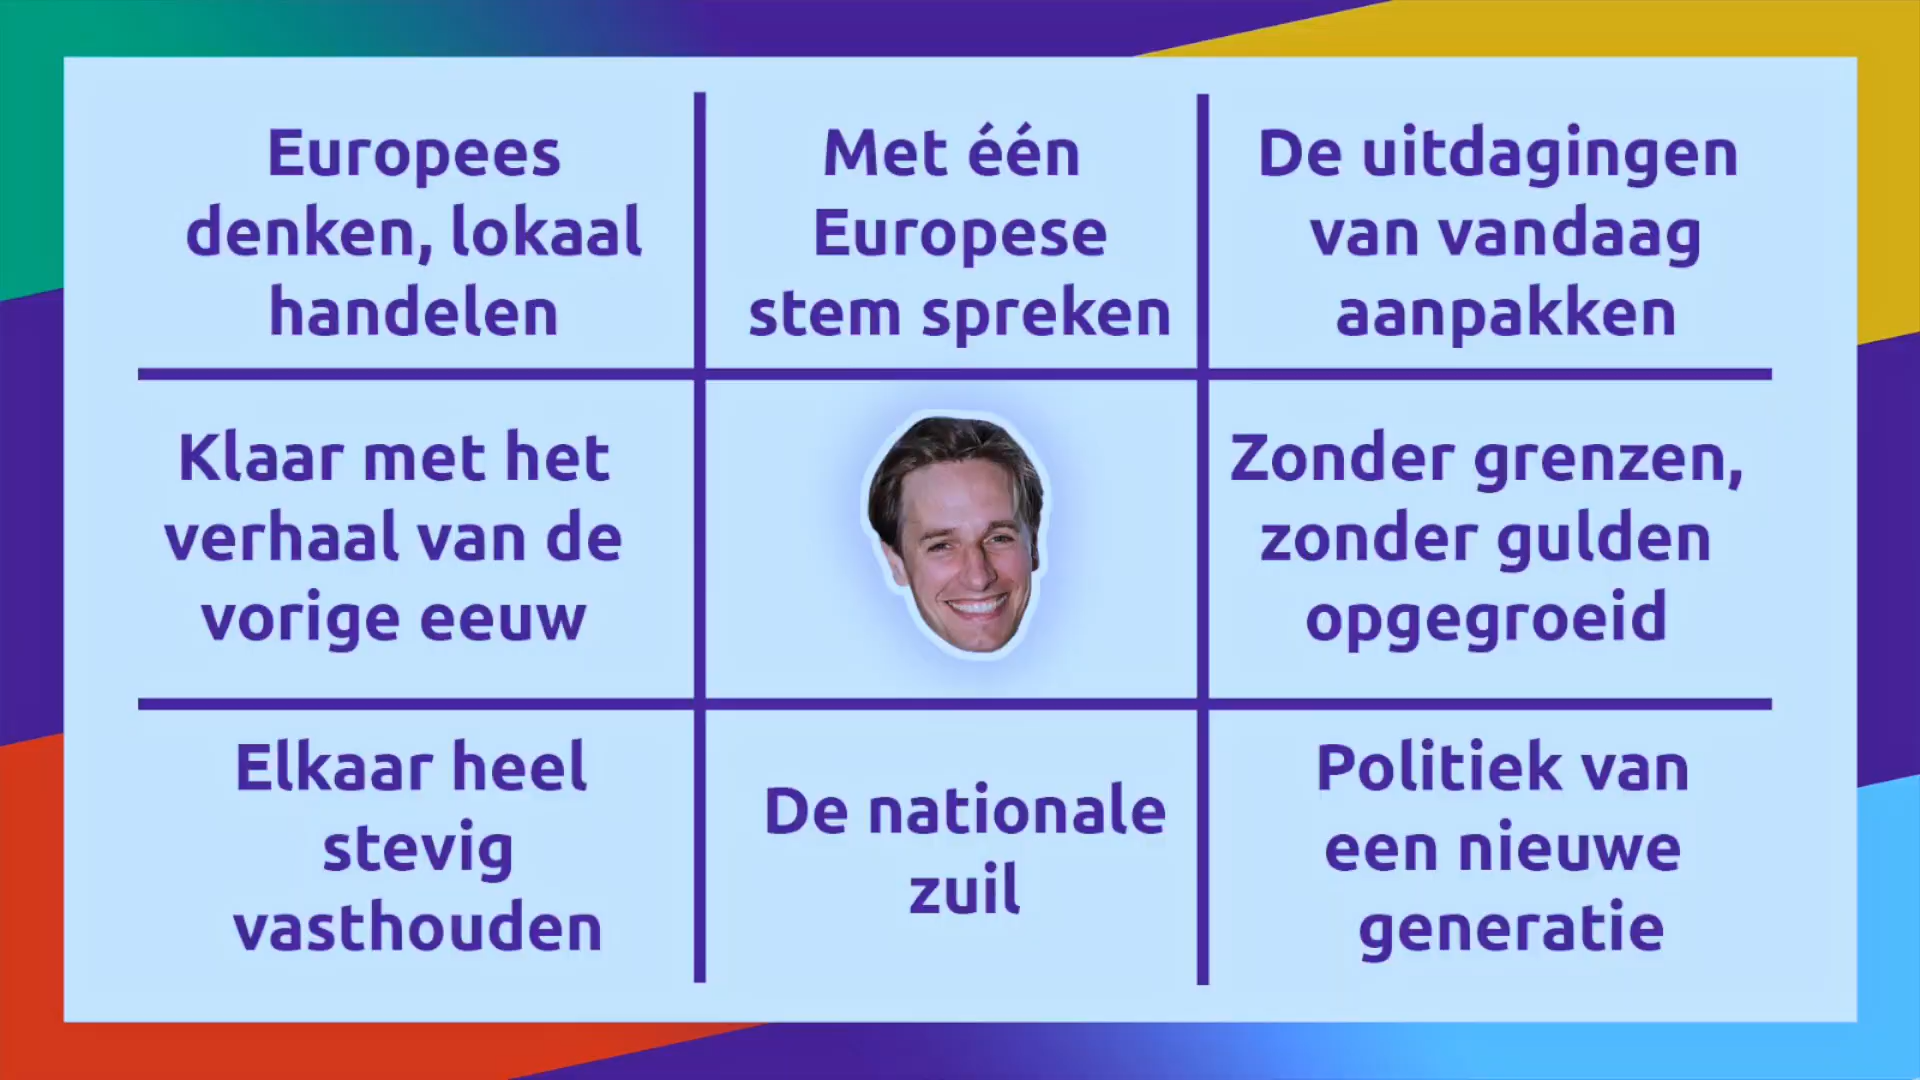 Europees
denken, lokaal
handelen
Met één
Europese
stem spreken
De uitdagingen
van vandaag
aanpakken
Klaar met het
verhaal van de
vorige eeuw
Zonder grenzen,
zonder gulden
opgegroeid
Elkaar heel
stevig
vasthouden
De nationale
zuil
Politiek van
een nieuwe
generatie